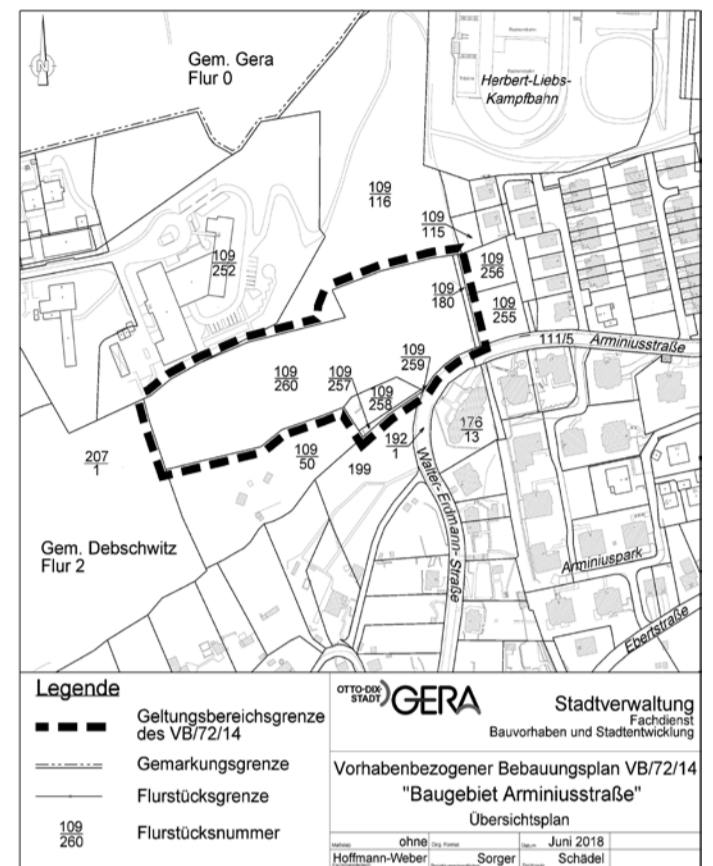 Gem. Gera
Flur 0
Herbert-Liebs-
Kampfbahn
N
109
116
109
115
109
252
109
256
109
180
109
255
111/5
Arminiusstraße
109
259
109
260
109
257
109
258
176
13
192
1
109
50
199
207
1
Walter-Erdmann-Straße
Gem. Debschwitz
Flur 2
Arminiuspark
Ebertstraße
Legende
Geltungsbereichsgrenze
des VB/72/14
Gemarkungsgrenze
Flurstücksgrenze
109
260
Flurstücksnummer
OTTO-DIX-
STADT
GERA
Stadtverwaltung
Fachdienst
Bauvorhaben und Stadtentwicklung
Vorhabenbezogener Bebauungsplan VB/72/14
"Baugebiet Arminiusstraße"
Übersichtsplan
ohne
Juni 2018
Hoffmann-Weber
Sorger
Schädel